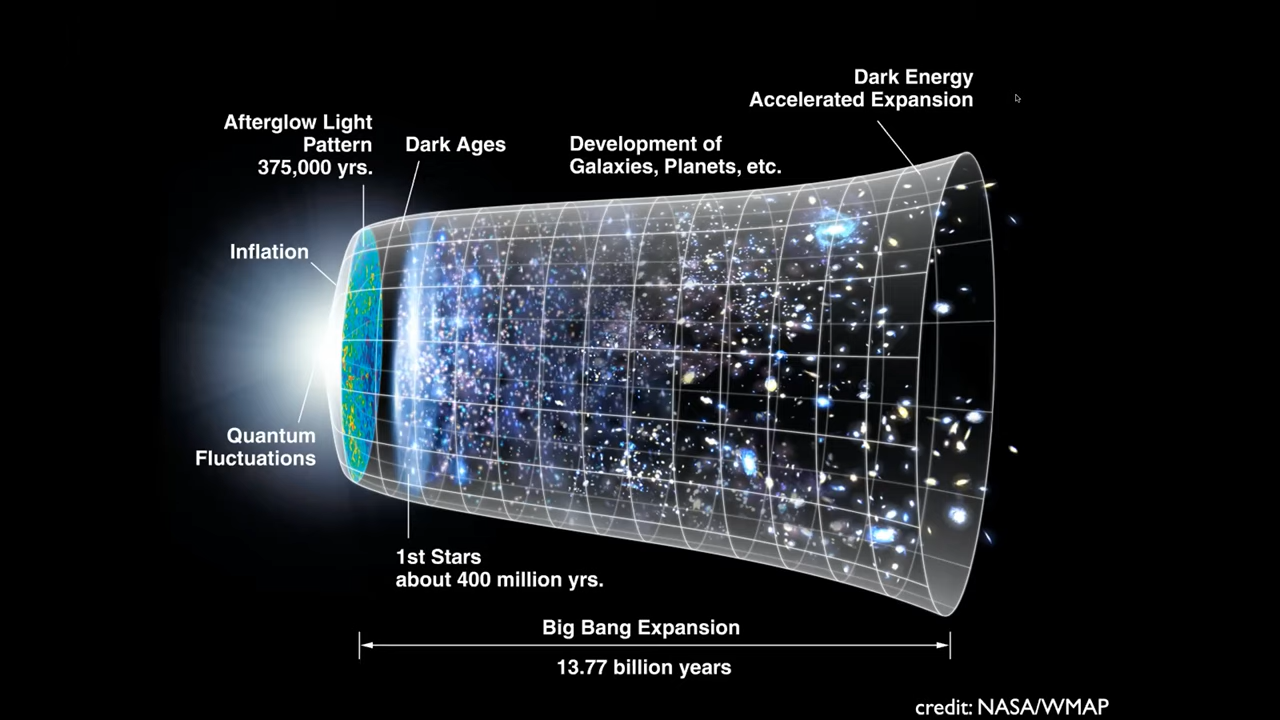 Dark Energy
Accelerated Expansion
Afterglow Light
Pattern
375,000 yrs.
Dark Ages
Development of
Galaxies, Planets, etc.
Inflation
Quantum
Fluctuations
1st Stars
about 400 million yrs.
Big Bang Expansion
13.77 billion years
credit: NASA/WMAP